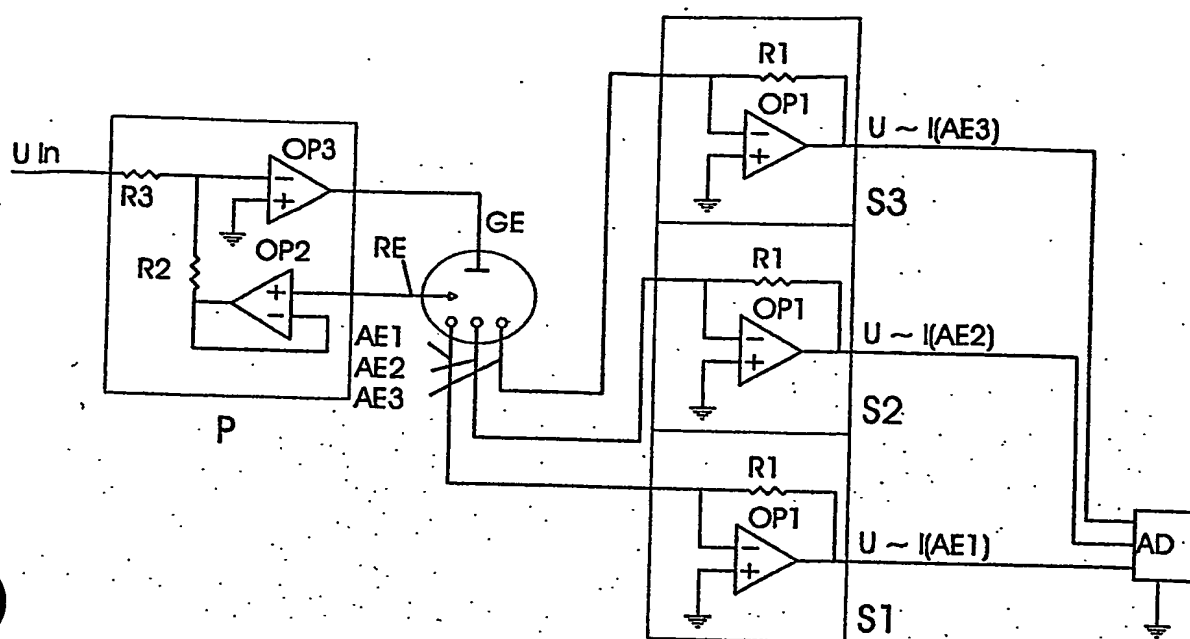 R1
OP1
U ~ I(AE3)
S3
U In
OP3
R3
GE
OP2
RE
R2
R1
OP1
U ~ I(AE2)
S2
AE1
AE2
AE3
P
R1
OP1
U ~ I(AE1)
S1
AD